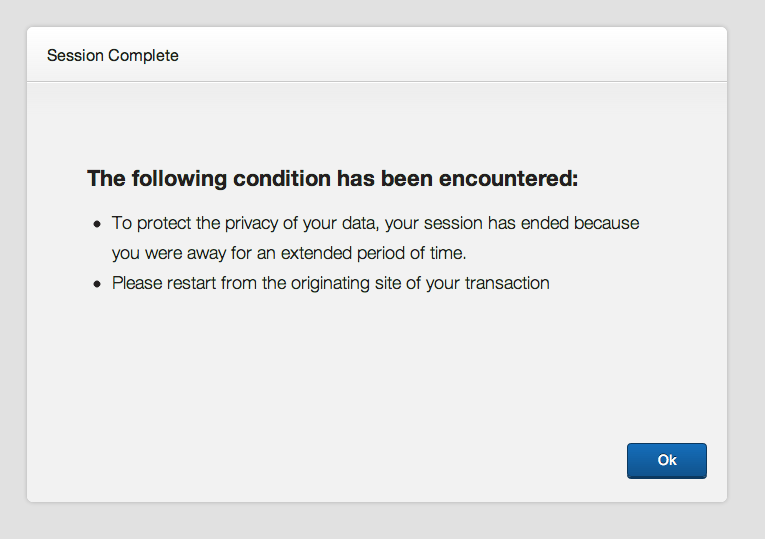 Session Complete
The following condition has been encountered:
• To protect the privacy of your data, your session has ended because
you were away for an extended period of time.
• Please restart from the originating site of your transaction
Ok